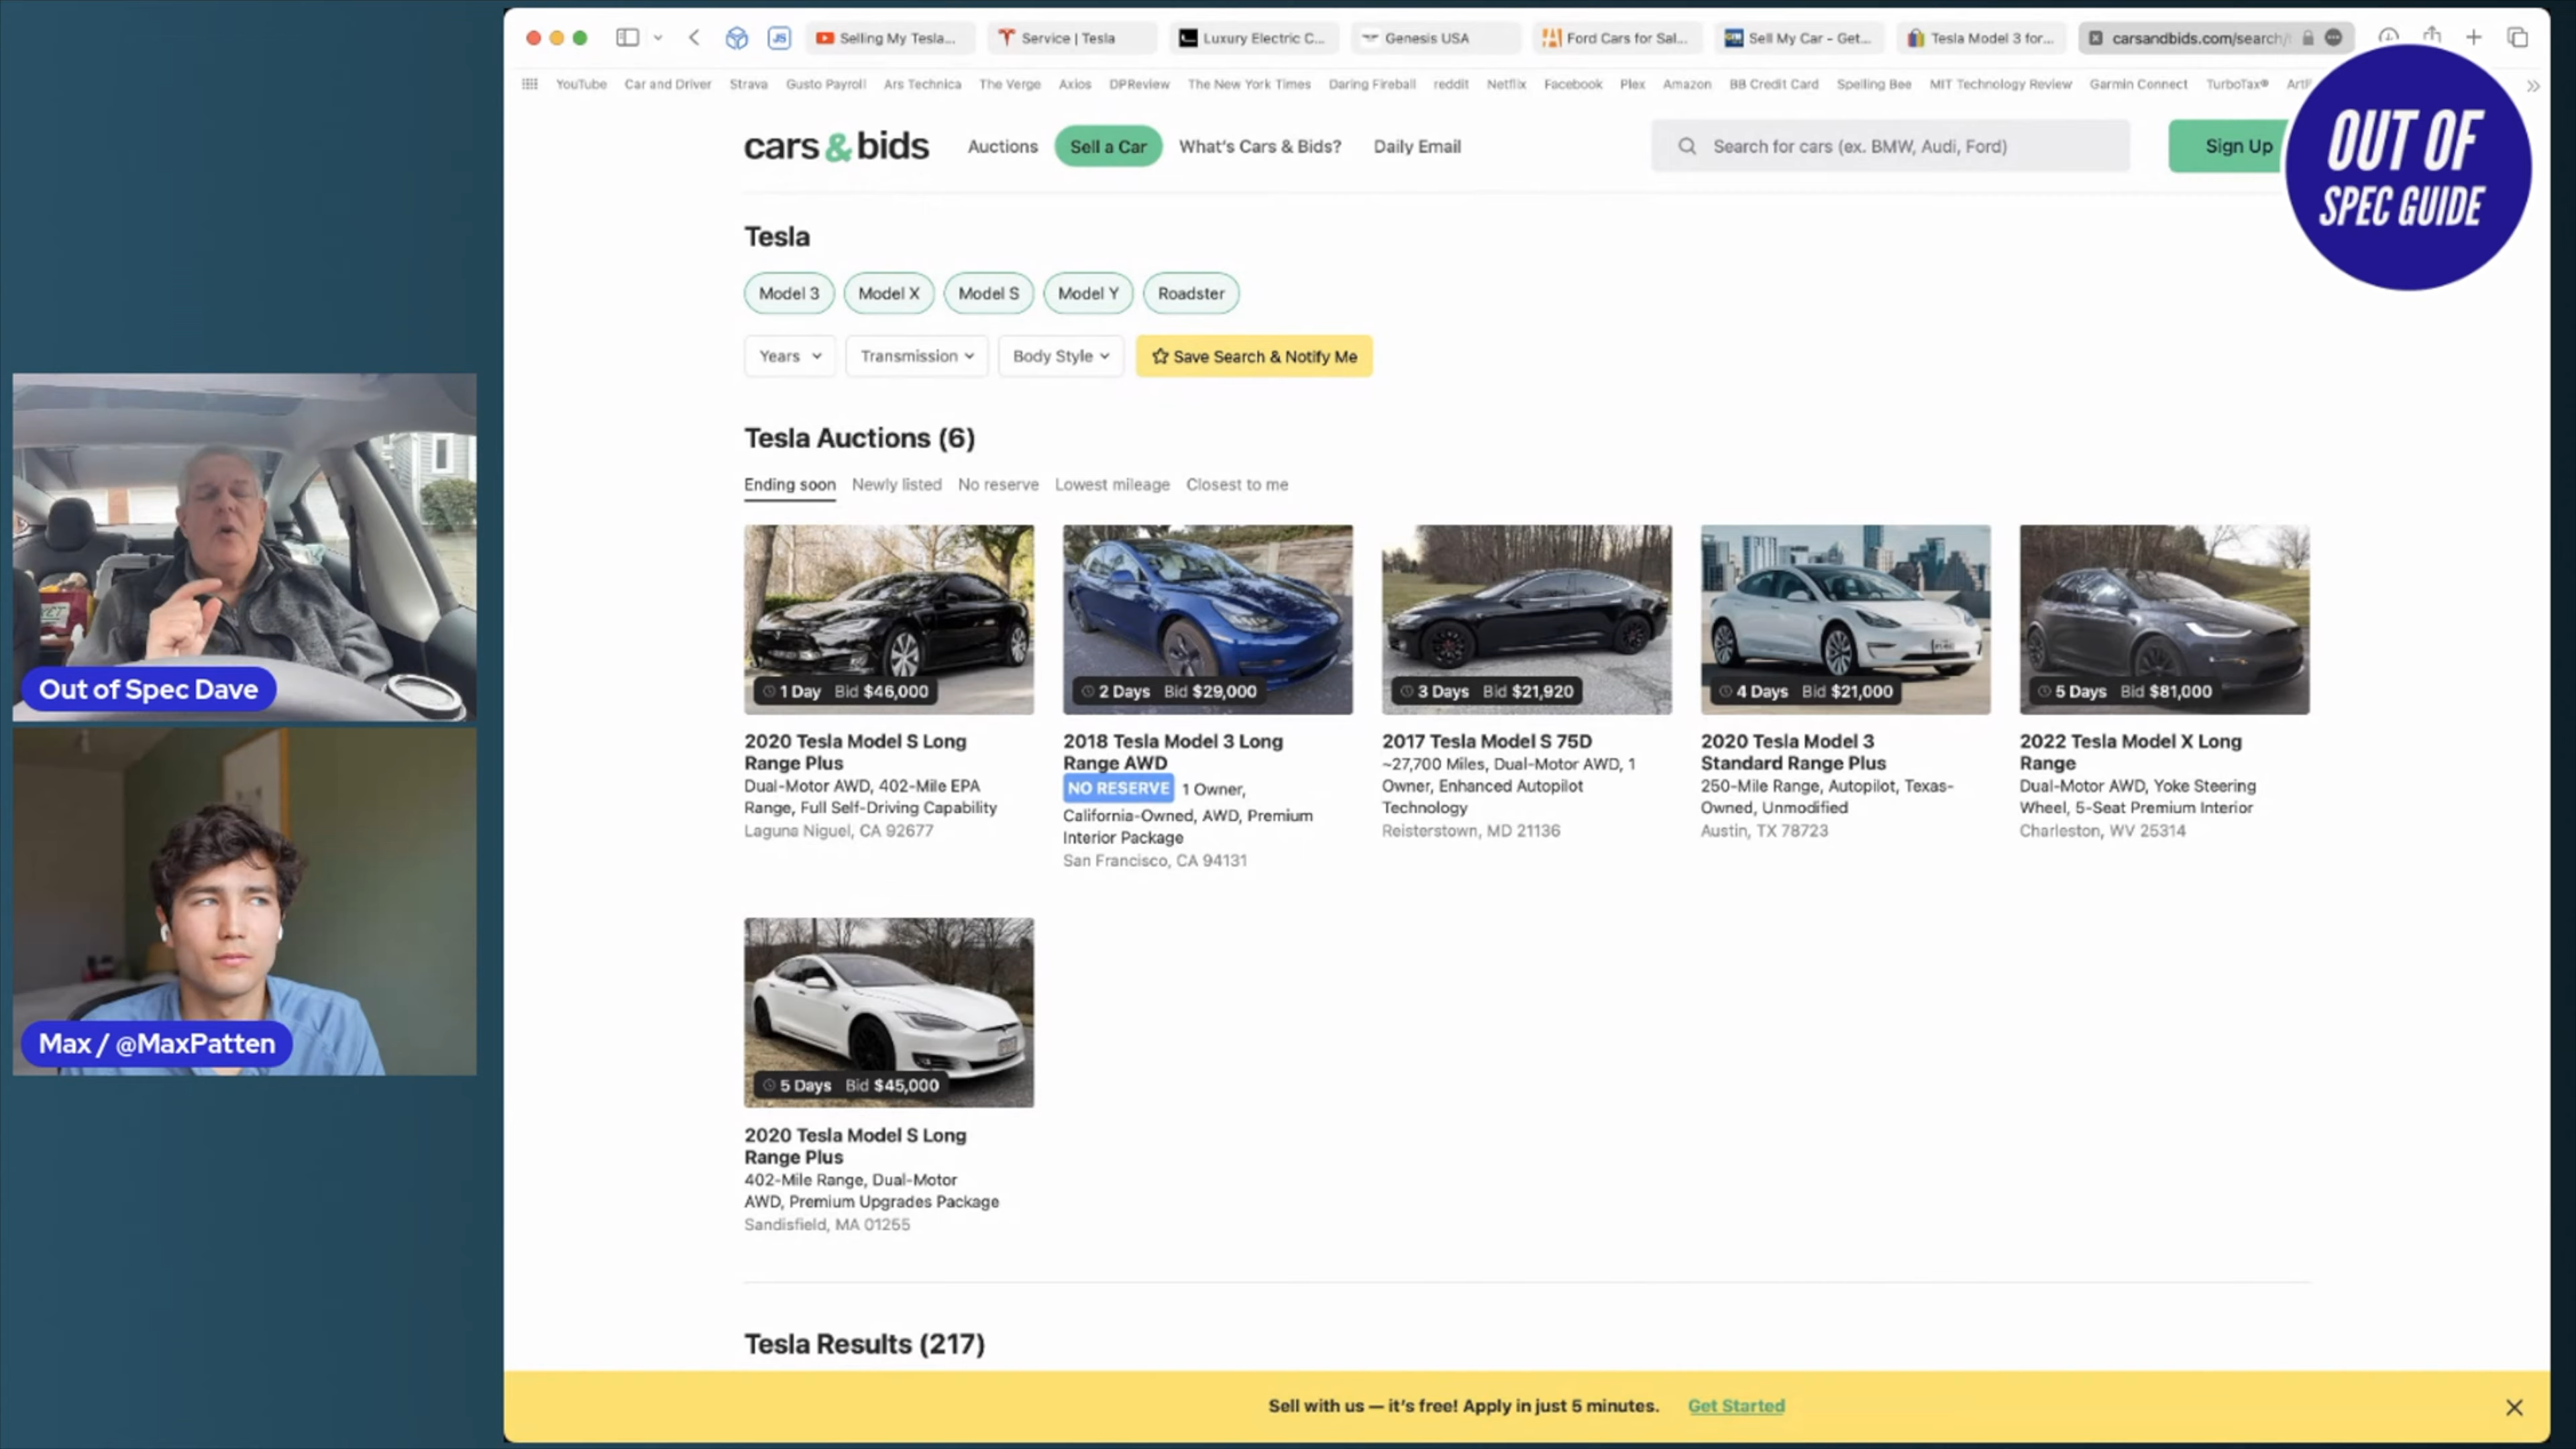 Selling My Tesla...
Service | Tesla
Luxury Electric C...
Genesis USA
Ford Cars for Sal...
Sell My Car - Get...
Tesla Model 3 for...
carsandbids.com/search/
YouTube Car and Driver Strava Gusto Payroll Ars Technica The Verge Axios DPReview The New York Times Daring Fireball reddit Netflix Facebook Plex Amazon BB Credit Card Spelling Bee MIT Technology Review Garmin Connect TurboTax®
OUT OF
SPEC GUIDE
cars & bids
Auctions Sell a Car What's Cars & Bids? Daily Email
Search for cars (ex. BMW, Audi, Ford)
Sign Up
Tesla
Model 3 Model X Model S Model Y Roadster
Years Transmission Body Style Save Search & Notify Me
Tesla Auctions (6)
Ending soon Newly listed No reserve Lowest mileage Closest to me
1 Day Bid $46,000
2020 Tesla Model S Long
Range Plus
Dual-Motor AWD, 402-Mile EPA
Range, Full Self-Driving Capability
Laguna Niguel, CA 92677
2 Days Bid $29,000
2018 Tesla Model 3 Long
Range AWD
NO RESERVE 1 Owner,
California-Owned, AWD, Premium
Interior Package
San Francisco, CA 94131
3 Days Bid $21,920
2017 Tesla Model S 75D
~27,700 Miles, Dual-Motor AWD, 1
Owner, Enhanced Autopilot
Technology
Reisterstown, MD 21136
4 Days Bid $21,000
2020 Tesla Model 3
Standard Range Plus
250-Mile Range, Autopilot, Texas-
Owned, Unmodified
Austin, TX 78723
5 Days Bid $81,000
2022 Tesla Model X Long
Range
Dual-Motor AWD, Yoke Steering
Wheel, 5-Seat Premium Interior
Charleston, WV 25314
5 Days Bid $45,000
2020 Tesla Model S Long
Range Plus
402-Mile Range, Dual-Motor
AWD, Premium Upgrades Package
Sandisfield, MA 01255
Tesla Results (217)
Sell with us — it's free! Apply in just 5 minutes. Get Started
Out of Spec Dave
Max / @MaxPatten